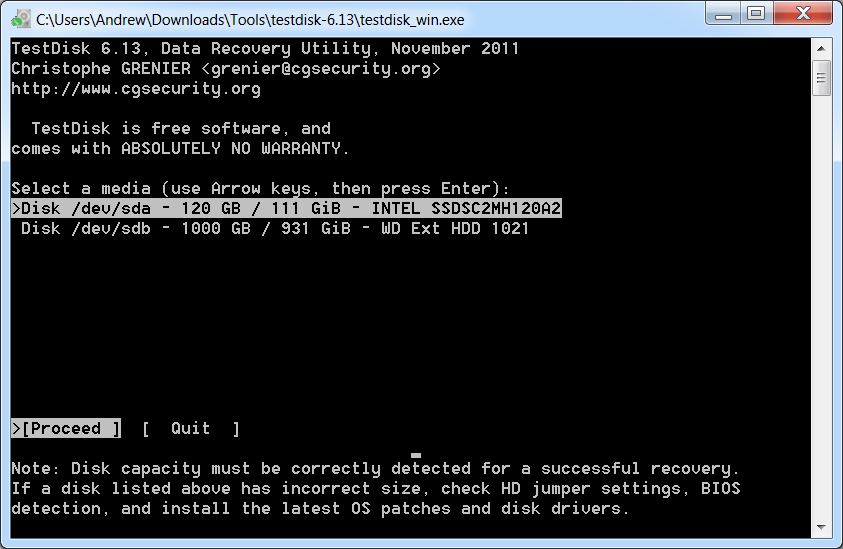 C:\Users\Andrew\Downloads\Tools\testdisk-6.13\testdisk_win.exe
TestDisk 6.13, Data Recovery Utility, November 2011
Christophe GRENIER <grenier@cgsecurity.org>
http://www.cgsecurity.org
TestDisk is free software, and
comes with ABSOLUTELY NO WARRANTY.
Select a media (use Arrow keys, then press Enter):
>Disk /dev/sda - 120 GB / 111 GiB - INTEL SSDSC2MH120A2
Disk /dev/sdb - 1000 GB / 931 GiB - WD Ext HDD 1021
>[Proceed ]  [  Quit  ]
Note: Disk capacity must be correctly detected for a successful recovery.
If a disk listed above has incorrect size, check HD jumper settings, BIOS
detection, and install the latest OS patches and disk drivers.